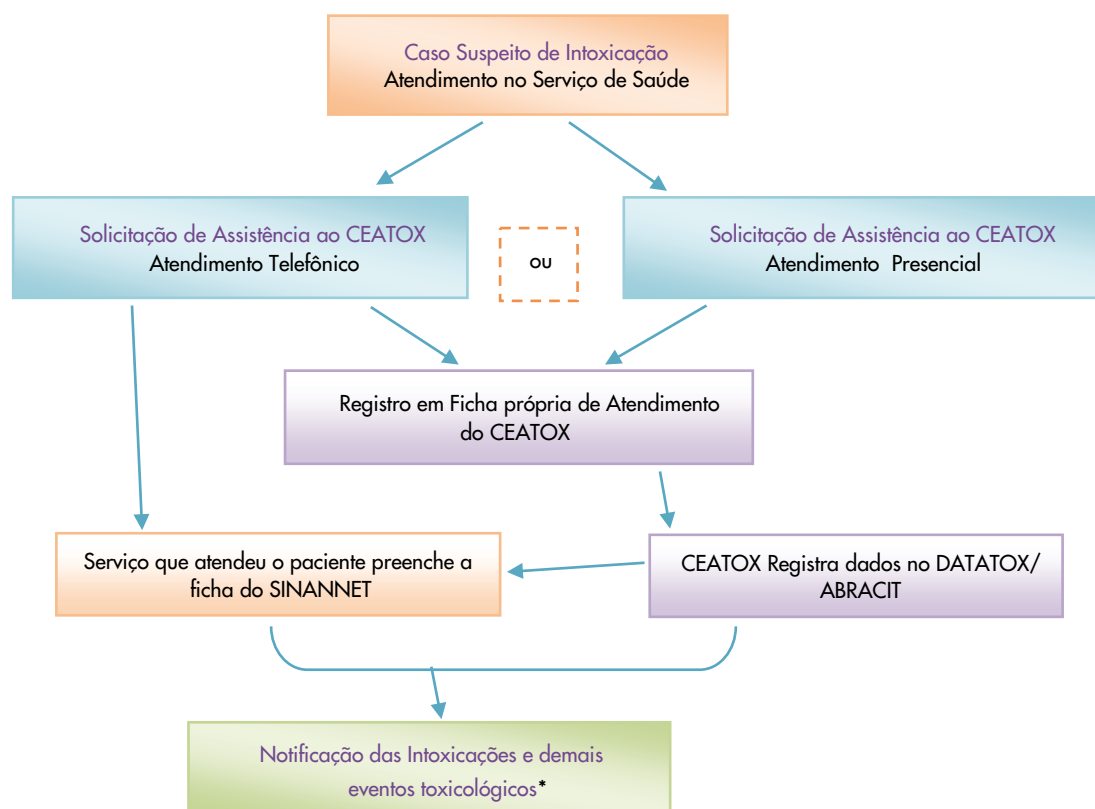 Caso Suspeito de Intoxicação
Atendimento no Serviço de Saúde
Solicitação de Assistência ao CEATOX
Atendimento Telefônico
OU
Solicitação de Assistência ao CEATOX
Atendimento Presencial
Registro em Ficha própria de Atendimento
do CEATOX
Serviço que atendeu o paciente preenche a
ficha do SINANNET
CEATOX Registra dados no DATATOX/
ABRACIT
Notificação das Intoxicações e demais
eventos toxicológicos*